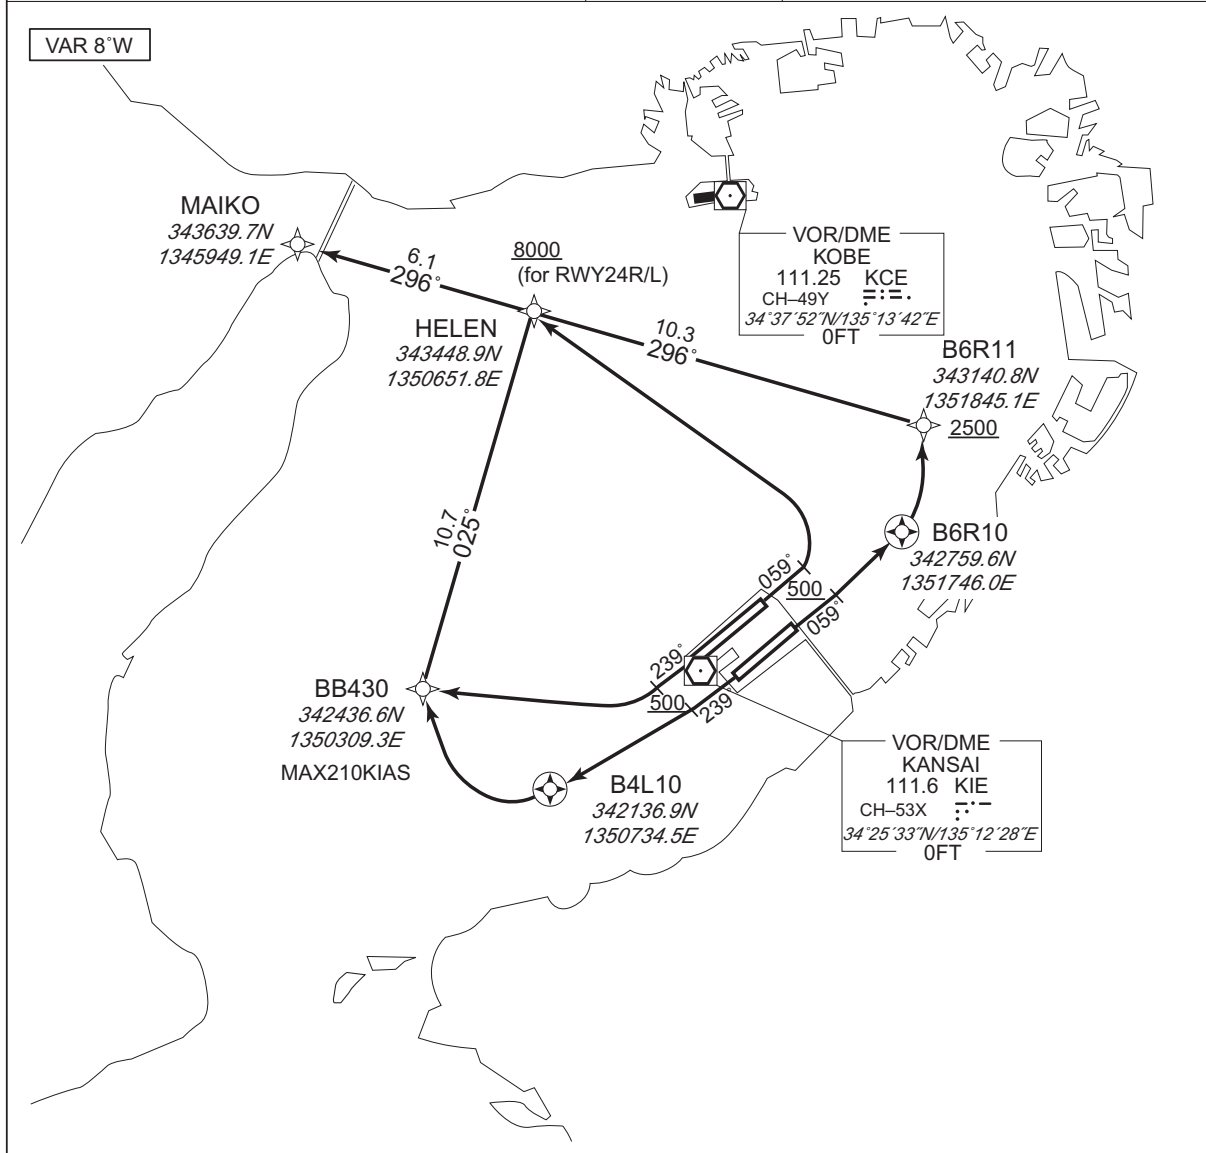 VAR 8˚W
MAIKO
343639.7N
1345949.1E
6.1
296˚
8000
(for RWY24R/L)
HELEN
343448.9N
1350651.8E
VOR/DME
KOBE
111.25 KCE
CH–49Y
34˚37´52˝N/135˚13´42˝E
0FT
10.3
296˚
B6R11
343140.8N
1351845.1E
2500
10.7
025˚
B6R10
342759.6N
1351746.0E
059˚
500
059˚
239˚
500
239˚
BB430
342436.6N
1350309.3E
MAX210KIAS
B4L10
342136.9N
1350734.5E
VOR/DME
KANSAI
111.6 KIE
CH–53X
34˚25´33˝N/135˚12´28˝E
0FT